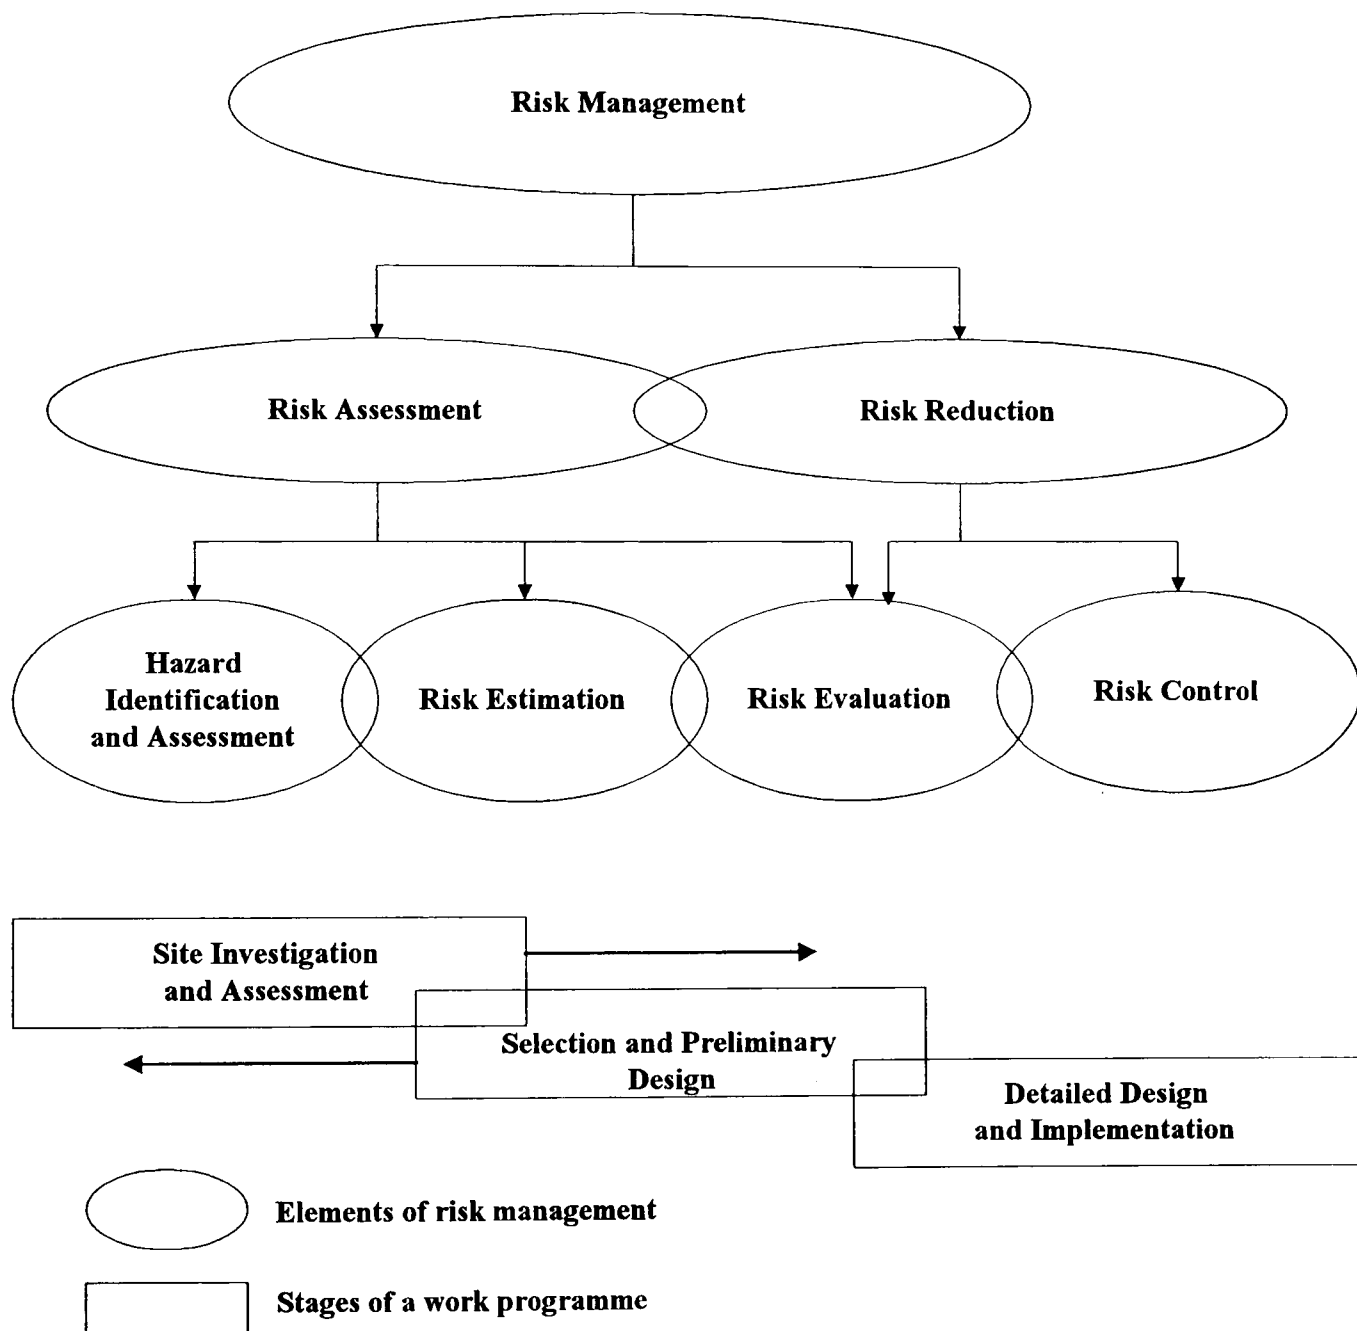 Risk Management
Risk Assessment
Risk Reduction
Hazard
Identification
and Assessment
Risk Estimation
Risk Evaluation
Risk Control
Site Investigation
and Assessment
Selection and Preliminary
Design
Detailed Design
and Implementation
Elements of risk management
Stages of a work programme